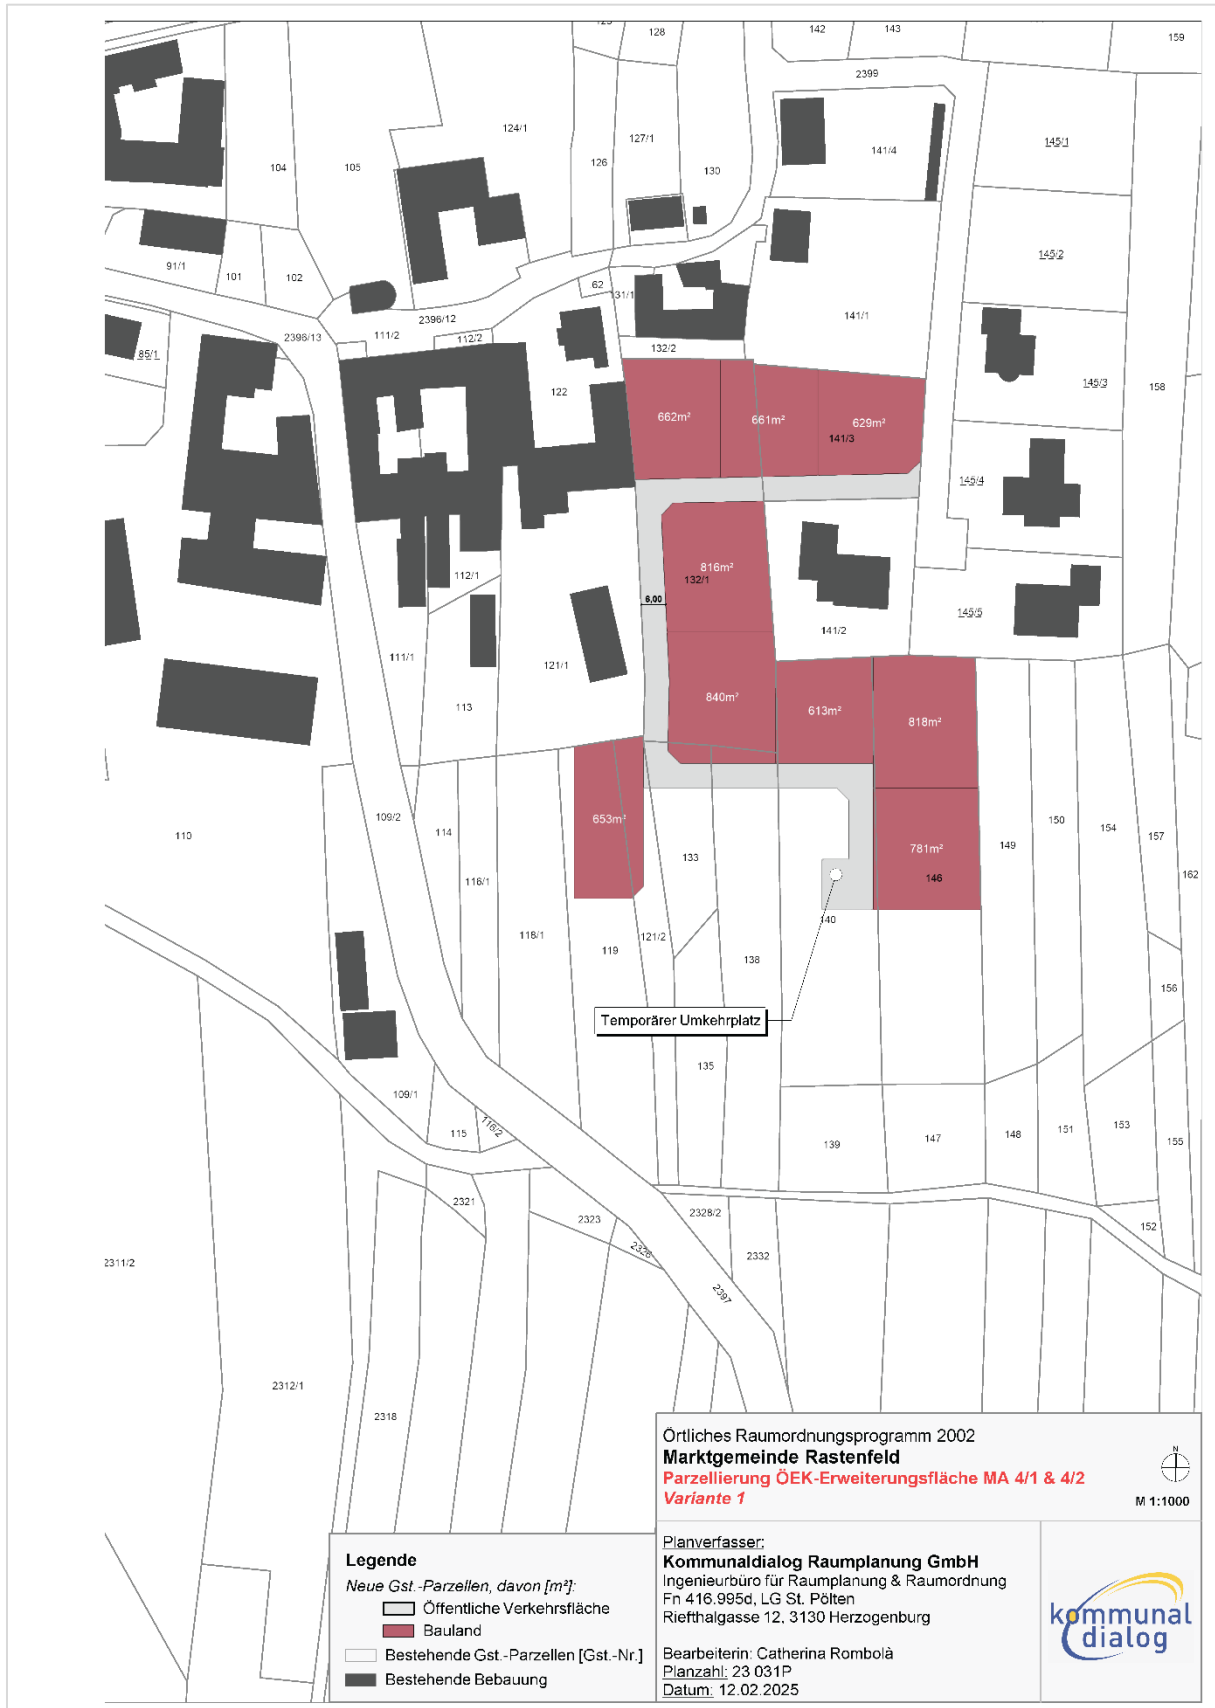 128
142
143
159
2399
124/1
127/1
126
130
141/4
145/1
104
105
145/2
91/1
101
102
62
131/1
141/1
2396/12
2396/13
111/2
112/2
132/2
85/1
145/3
158
122
662m²
661m²
629m²
141/3
145/4
816m²
132/1
112/1
6,00
145/5
141/2
111/1
121/1
113
840m²
613m²
818m²
109/2
110
114
653m²
133
781m²
146
149
150
154
157
162
116/1
118/1
119
121/2
138
140
156
Temporärer Umkehrplatz
135
109/1
115
116/2
139
147
148
151
153
155
2321
2323
2328/2
2326
2332
152
2311/2
2397
2312/1
2318
Örtliches Raumordnungsprogramm 2002
Marktgemeinde Rastenfeld
Parzellierung ÖEK-Erweiterungsfläche MA 4/1 & 4/2
Variante 1
N
M 1:1000
Legende
Neue Gst.-Parzellen, davon [m²]:
Öffentliche Verkehrsfläche
Bauland
Bestehende Gst.-Parzellen [Gst.-Nr.]
Bestehende Bebauung
Planverfasser:
Kommunaldialog Raumplanung GmbH
Ingenieurbüro für Raumplanung & Raumordnung
Fn 416.995d, LG St. Pölten
Riefthalgasse 12, 3130 Herzogenburg
Bearbeiterin: Catherina Rombolà
Planzahl: 23 031P
Datum: 12.02.2025
kommunal
dialog